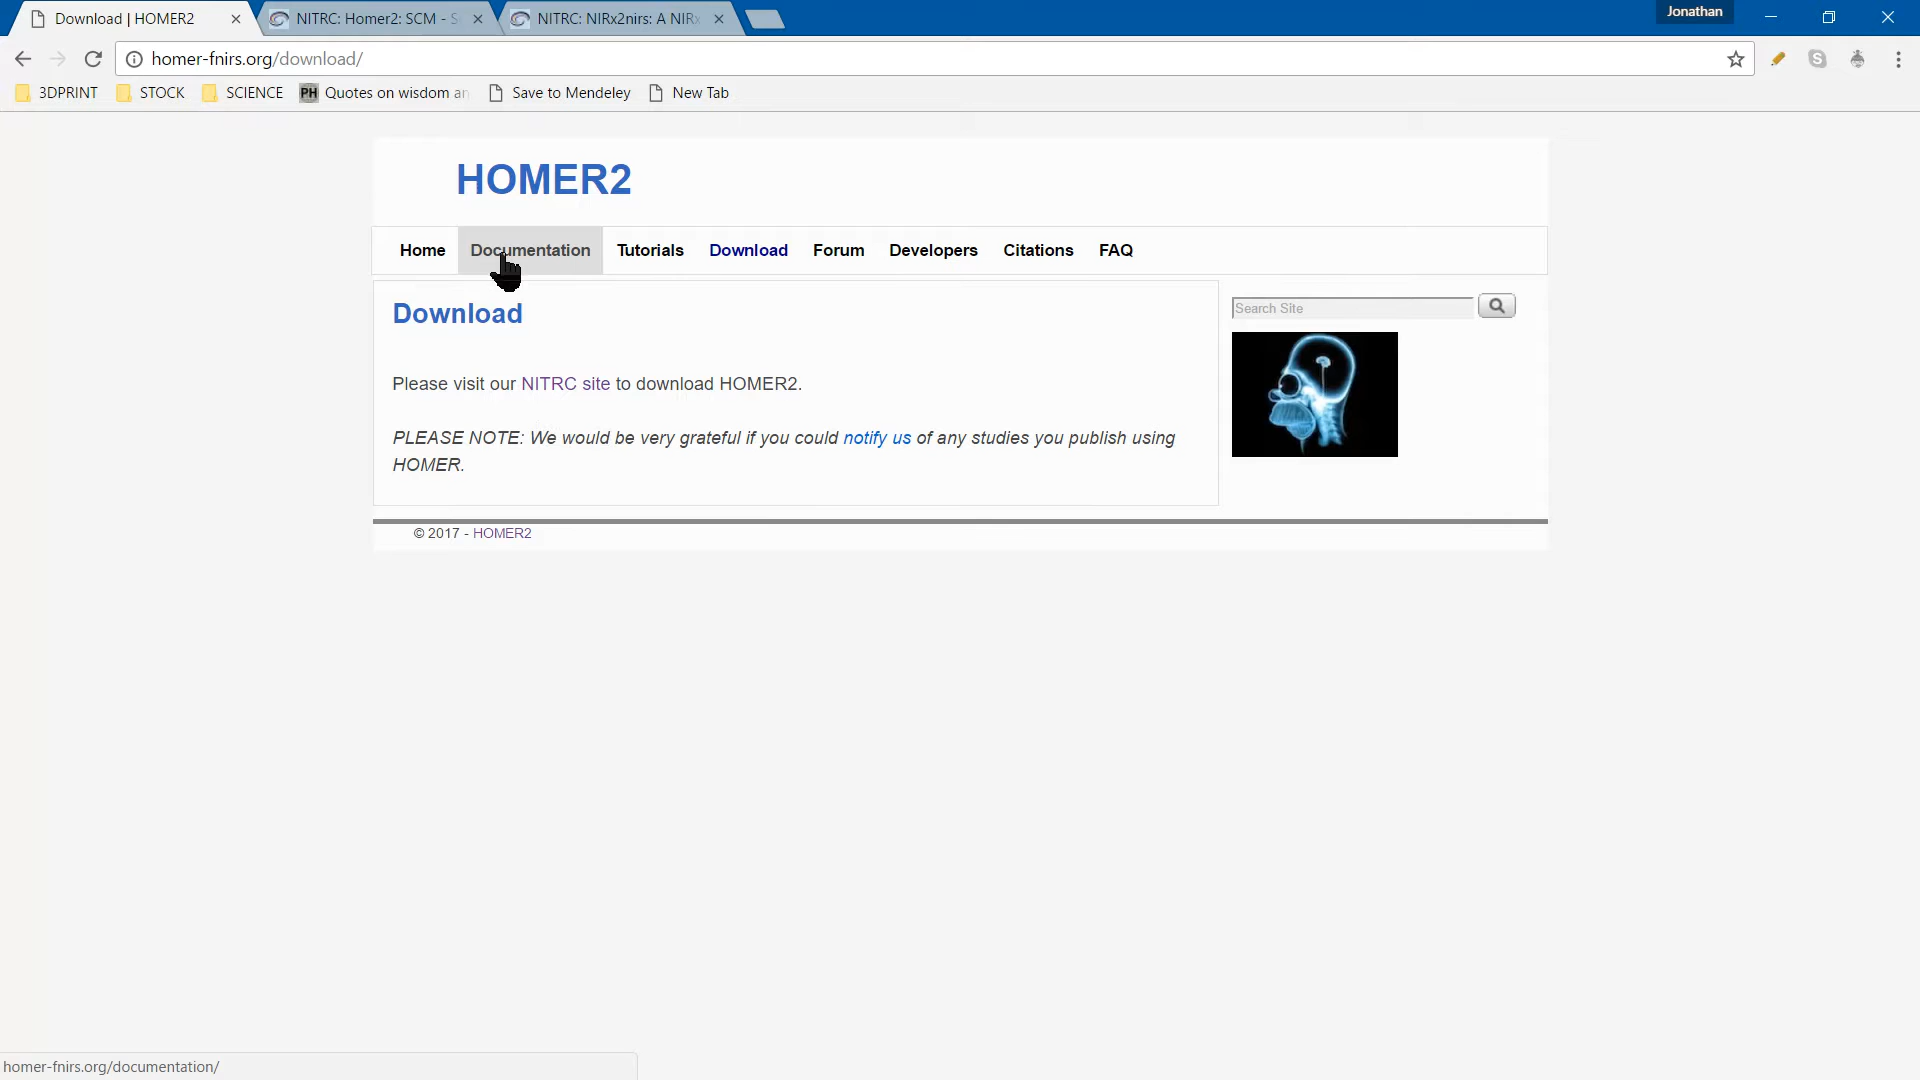 Download | HOMER2
NITRC: Homer2: SCM - S
NITRC: NIRx2nirs: A NIRx
Jonathan
homer-fnirs.org/download/
3DPRINT
STOCK
SCIENCE
PH Quotes on wisdom an
Save to Mendeley
New Tab
HOMER2
Home Documentation Tutorials Download Forum Developers Citations FAQ
Download
Search Site
Please visit our NITRC site to download HOMER2.
PLEASE NOTE: We would be very grateful if you could notify us of any studies you publish using
HOMER.
© 2017 - HOMER2
homer-fnirs.org/documentation/